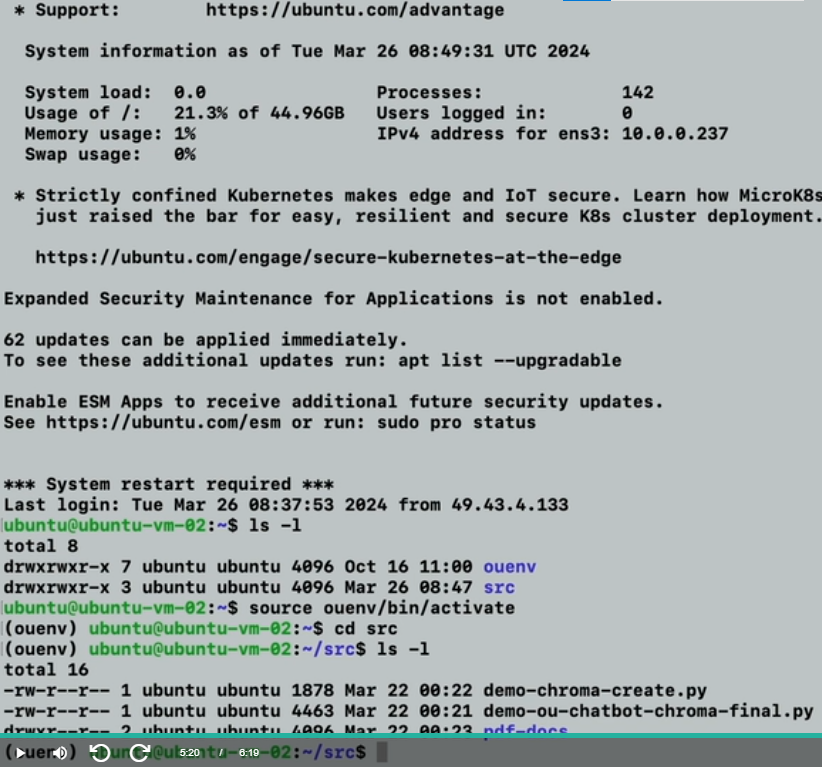 * Support:        https://ubuntu.com/advantage
System information as of Tue Mar 26 08:49:31 UTC 2024
System load:  0.0                Processes:             142
Usage of /:   21.3% of 44.96GB   Users logged in:       0
Memory usage: 1%                 IPv4 address for ens3: 10.0.0.237
Swap usage:   0%
* Strictly confined Kubernetes makes edge and IoT secure. Learn how MicroK8s
just raised the bar for easy, resilient and secure K8s cluster deployment.
https://ubuntu.com/engage/secure-kubernetes-at-the-edge
Expanded Security Maintenance for Applications is not enabled.
62 updates can be applied immediately.
To see these additional updates run: apt list --upgradable
Enable ESM Apps to receive additional future security updates.
See https://ubuntu.com/esm or run: sudo pro status
*** System restart required ***
Last login: Tue Mar 26 08:37:53 2024 from 49.43.4.133
ubuntu@ubuntu-vm-02:~$ ls -l
total 8
drwxrwxr-x 7 ubuntu ubuntu 4096 Oct 16 11:00 ouenv
drwxrwxr-x 3 ubuntu ubuntu 4096 Mar 26 08:47 src
ubuntu@ubuntu-vm-02:~$ source ouenv/bin/activate
(ouenv) ubuntu@ubuntu-vm-02:~$ cd src
(ouenv) ubuntu@ubuntu-vm-02:~/src$ ls -l
total 16
-rw-r--r-- 1 ubuntu ubuntu 1878 Mar 22 00:22 demo-chroma-create.py
-rw-r--r-- 1 ubuntu ubuntu 4463 Mar 22 00:21 demo-ou-chatbot-chroma-final.py
drwxr-xr-x 2 ubuntu ubuntu 4096 Mar 22 00:23 pdf-docs
(ouenv) ubuntu@ubuntu-vm-02:~/src$
5:20 / 6:19